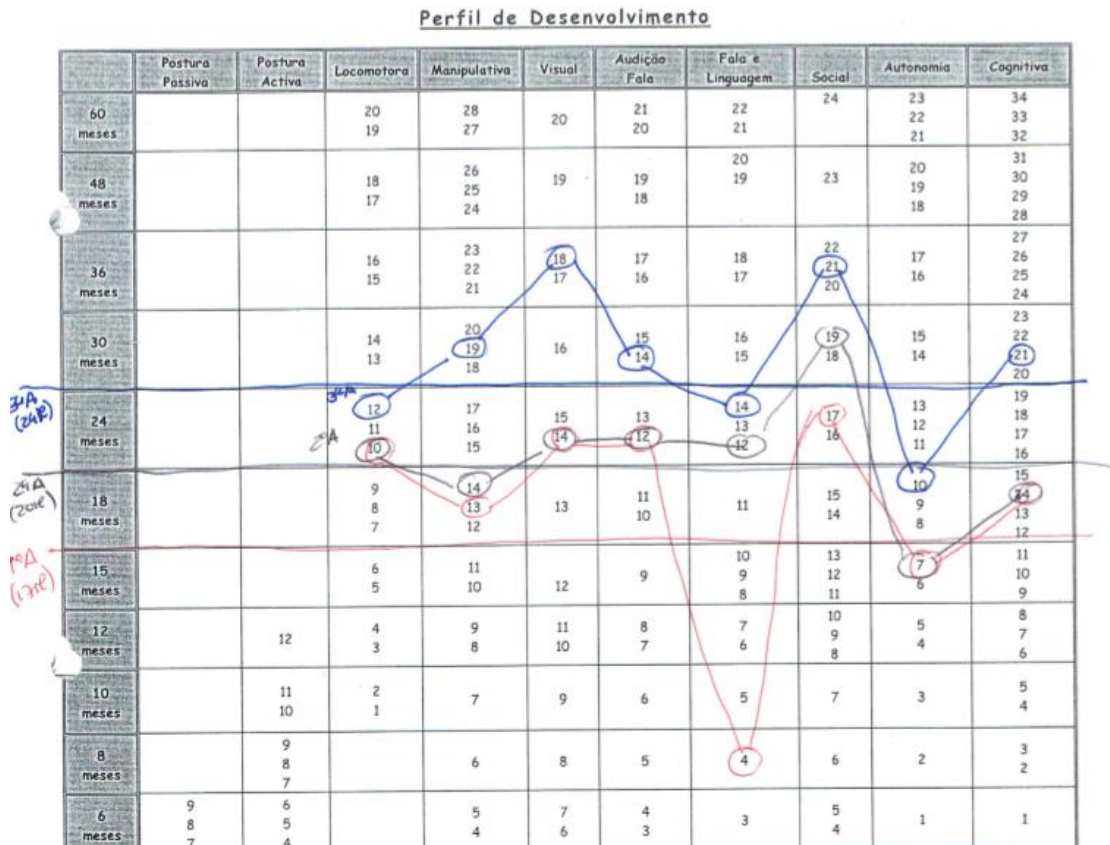 Perfil de Desenvolvimento
Postura Passiva
Postura Activa
Locomotora
Manipulativa
Visual
Audição Fala
Fala e Linguagem
Social
Autonomia
Cognitiva
60 meses
20 19
28 27
20
21 20
22 21
24
23 22 21
34 33 32
48 meses
18 17
26 25 24
19
19 18
20 19
23
20 19 18
31 30 29 28
36 meses
16 15
23 22 21
18 17
17 16
18 17
22 21 20
17 16
27 26 25 24
30 meses
14 13
20 19 18
16
15 14
16 15
19 18
15 14
23 22 21 20
3ªA
(24R)
3ªA
24 meses
12 11 10
17 16 15
15 14
13 12
14 13 12
17 16
13 12 11
19 18 17 16
2ªA
2ªA
(20R)
18 meses
9 8 7
14 13 12
13
11 10
11
15 14
10 9 8
15 14 13 12
1ªA
(17R)
15 meses
6 5
11 10
12
9
10 9 8
13 12 11
7 6
11 10 9
12 meses
12
4 3
9 8
11 10
8 7
7 6
10 9 8
5 4
8 7 6
10 meses
11 10
2 1
7
9
6
5
7
3
5 4
8 meses
9 8 7
6
8
5
4
6
2
3 2
6 meses
9 8 7
6 5 4
5 4
7 6
4 3
3
5 4
1
1